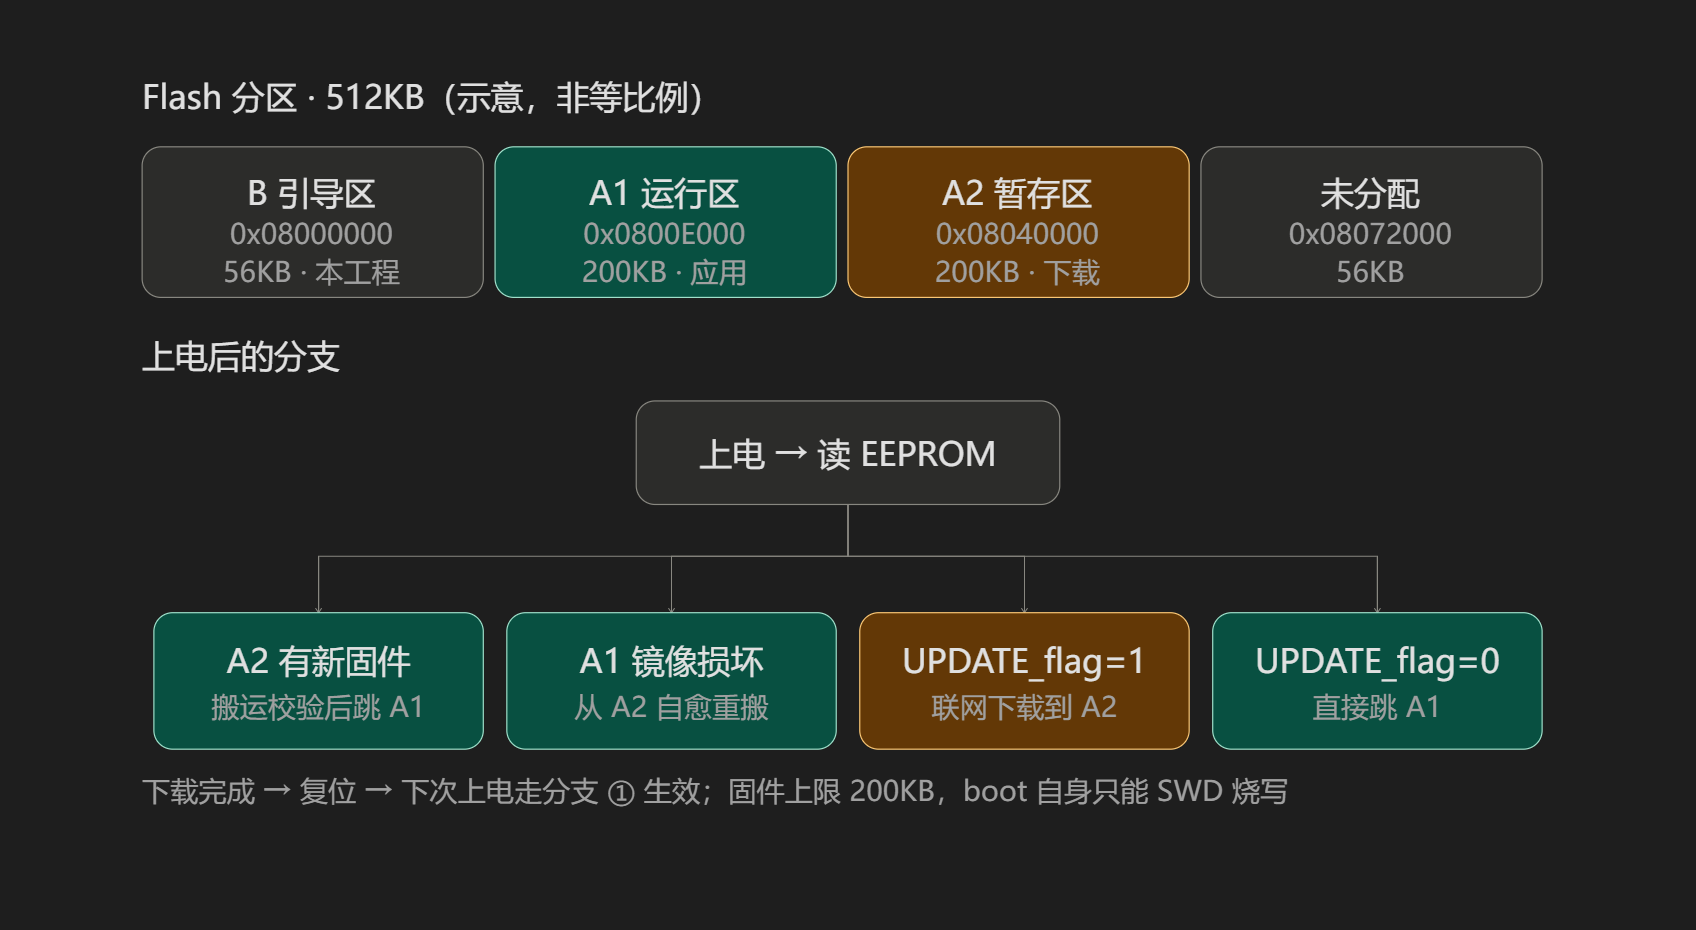 Flash 分区 · 512KB（示意，非等比例）
B 引导区
0x08000000
56KB · 本工程
A1 运行区
0x0800E000
200KB · 应用
A2 暂存区
0x08040000
200KB · 下载
未分配
0x08072000
56KB
上电后的分支
上电 → 读 EEPROM
A2 有新固件
搬运校验后跳 A1
A1 镜像损坏
从 A2 自愈重搬
UPDATE_flag=1
联网下载到 A2
UPDATE_flag=0
直接跳 A1
下载完成 → 复位 → 下次上电走分支 ① 生效；固件上限 200KB，boot 自身只能 SWD 烧写